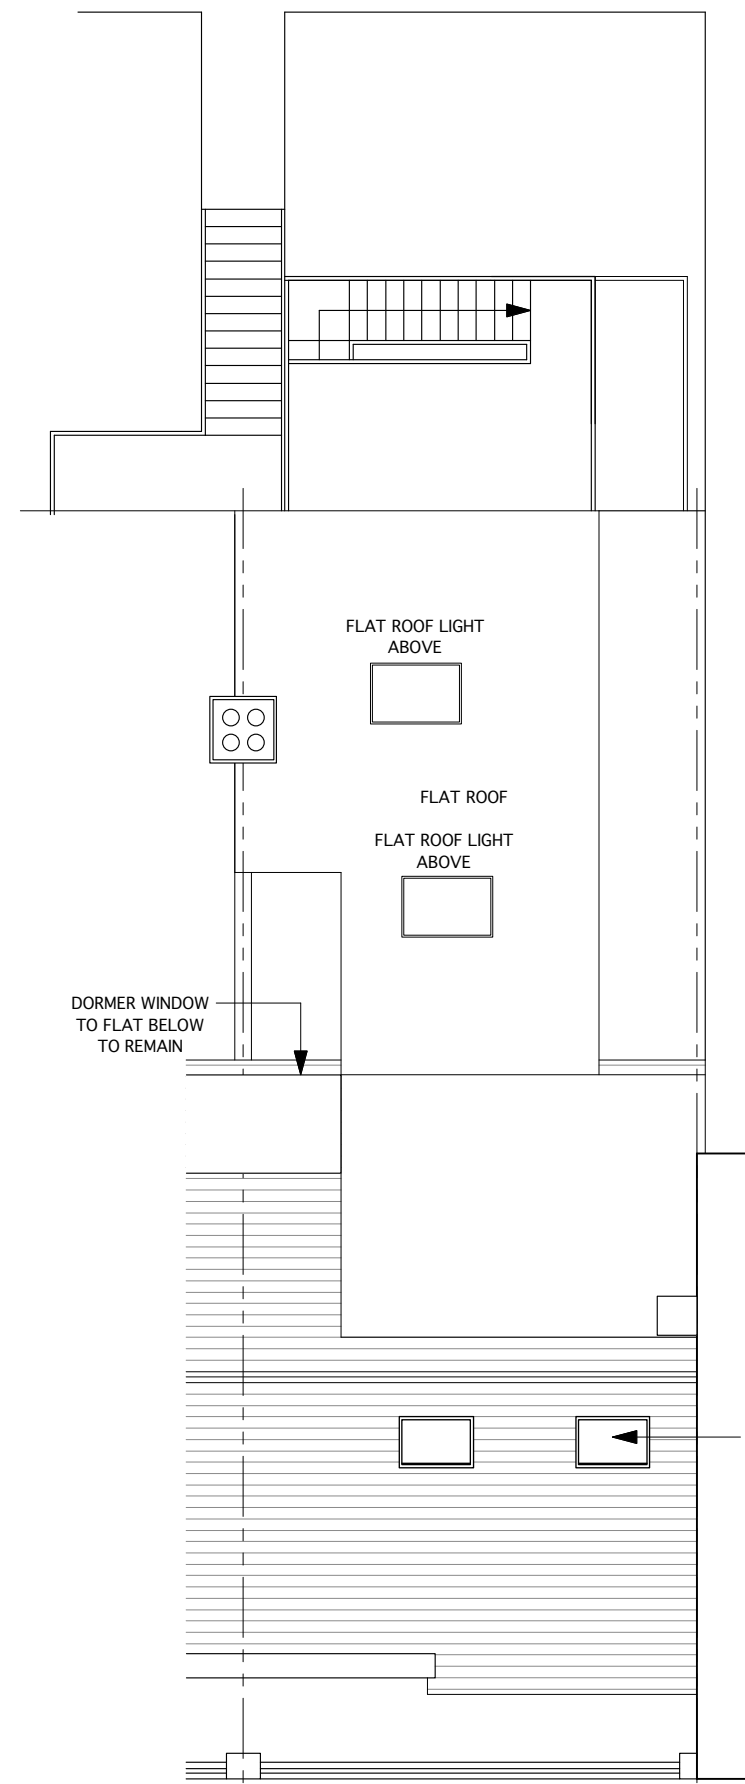 FLAT ROOF LIGHT
ABOVE
FLAT ROOF
FLAT ROOF LIGHT
ABOVE
DORMER WINDOW
TO FLAT BELOW
TO REMAIN